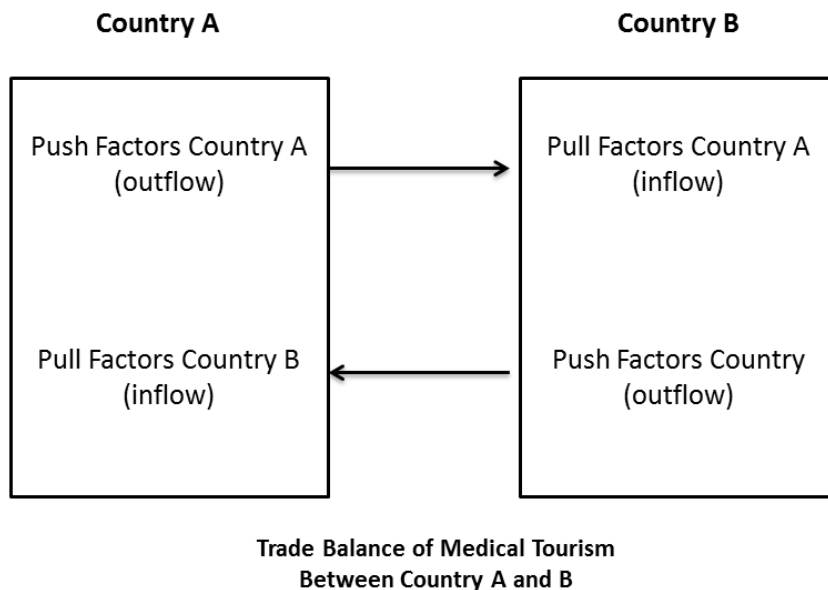 Country A
Country B
Push Factors Country A
(outflow)
Pull Factors Country A
(inflow)
Pull Factors Country B
(inflow)
Push Factors Country
(outflow)
Trade Balance of Medical Tourism
Between Country A and B